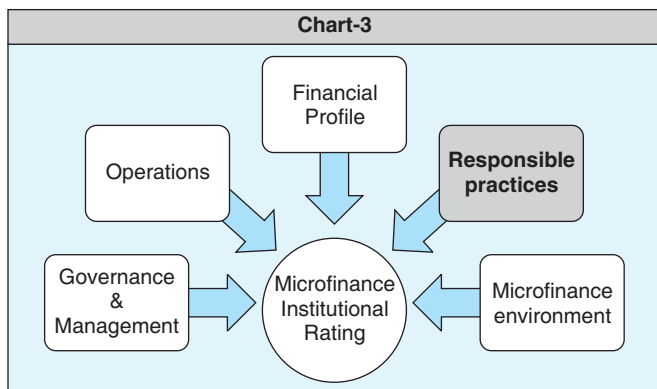 Chart-3
Financial
Profile
Operations
Responsible
practices
Governance
&
Management
Microfinance
Institutional
Rating
Microfinance
environment